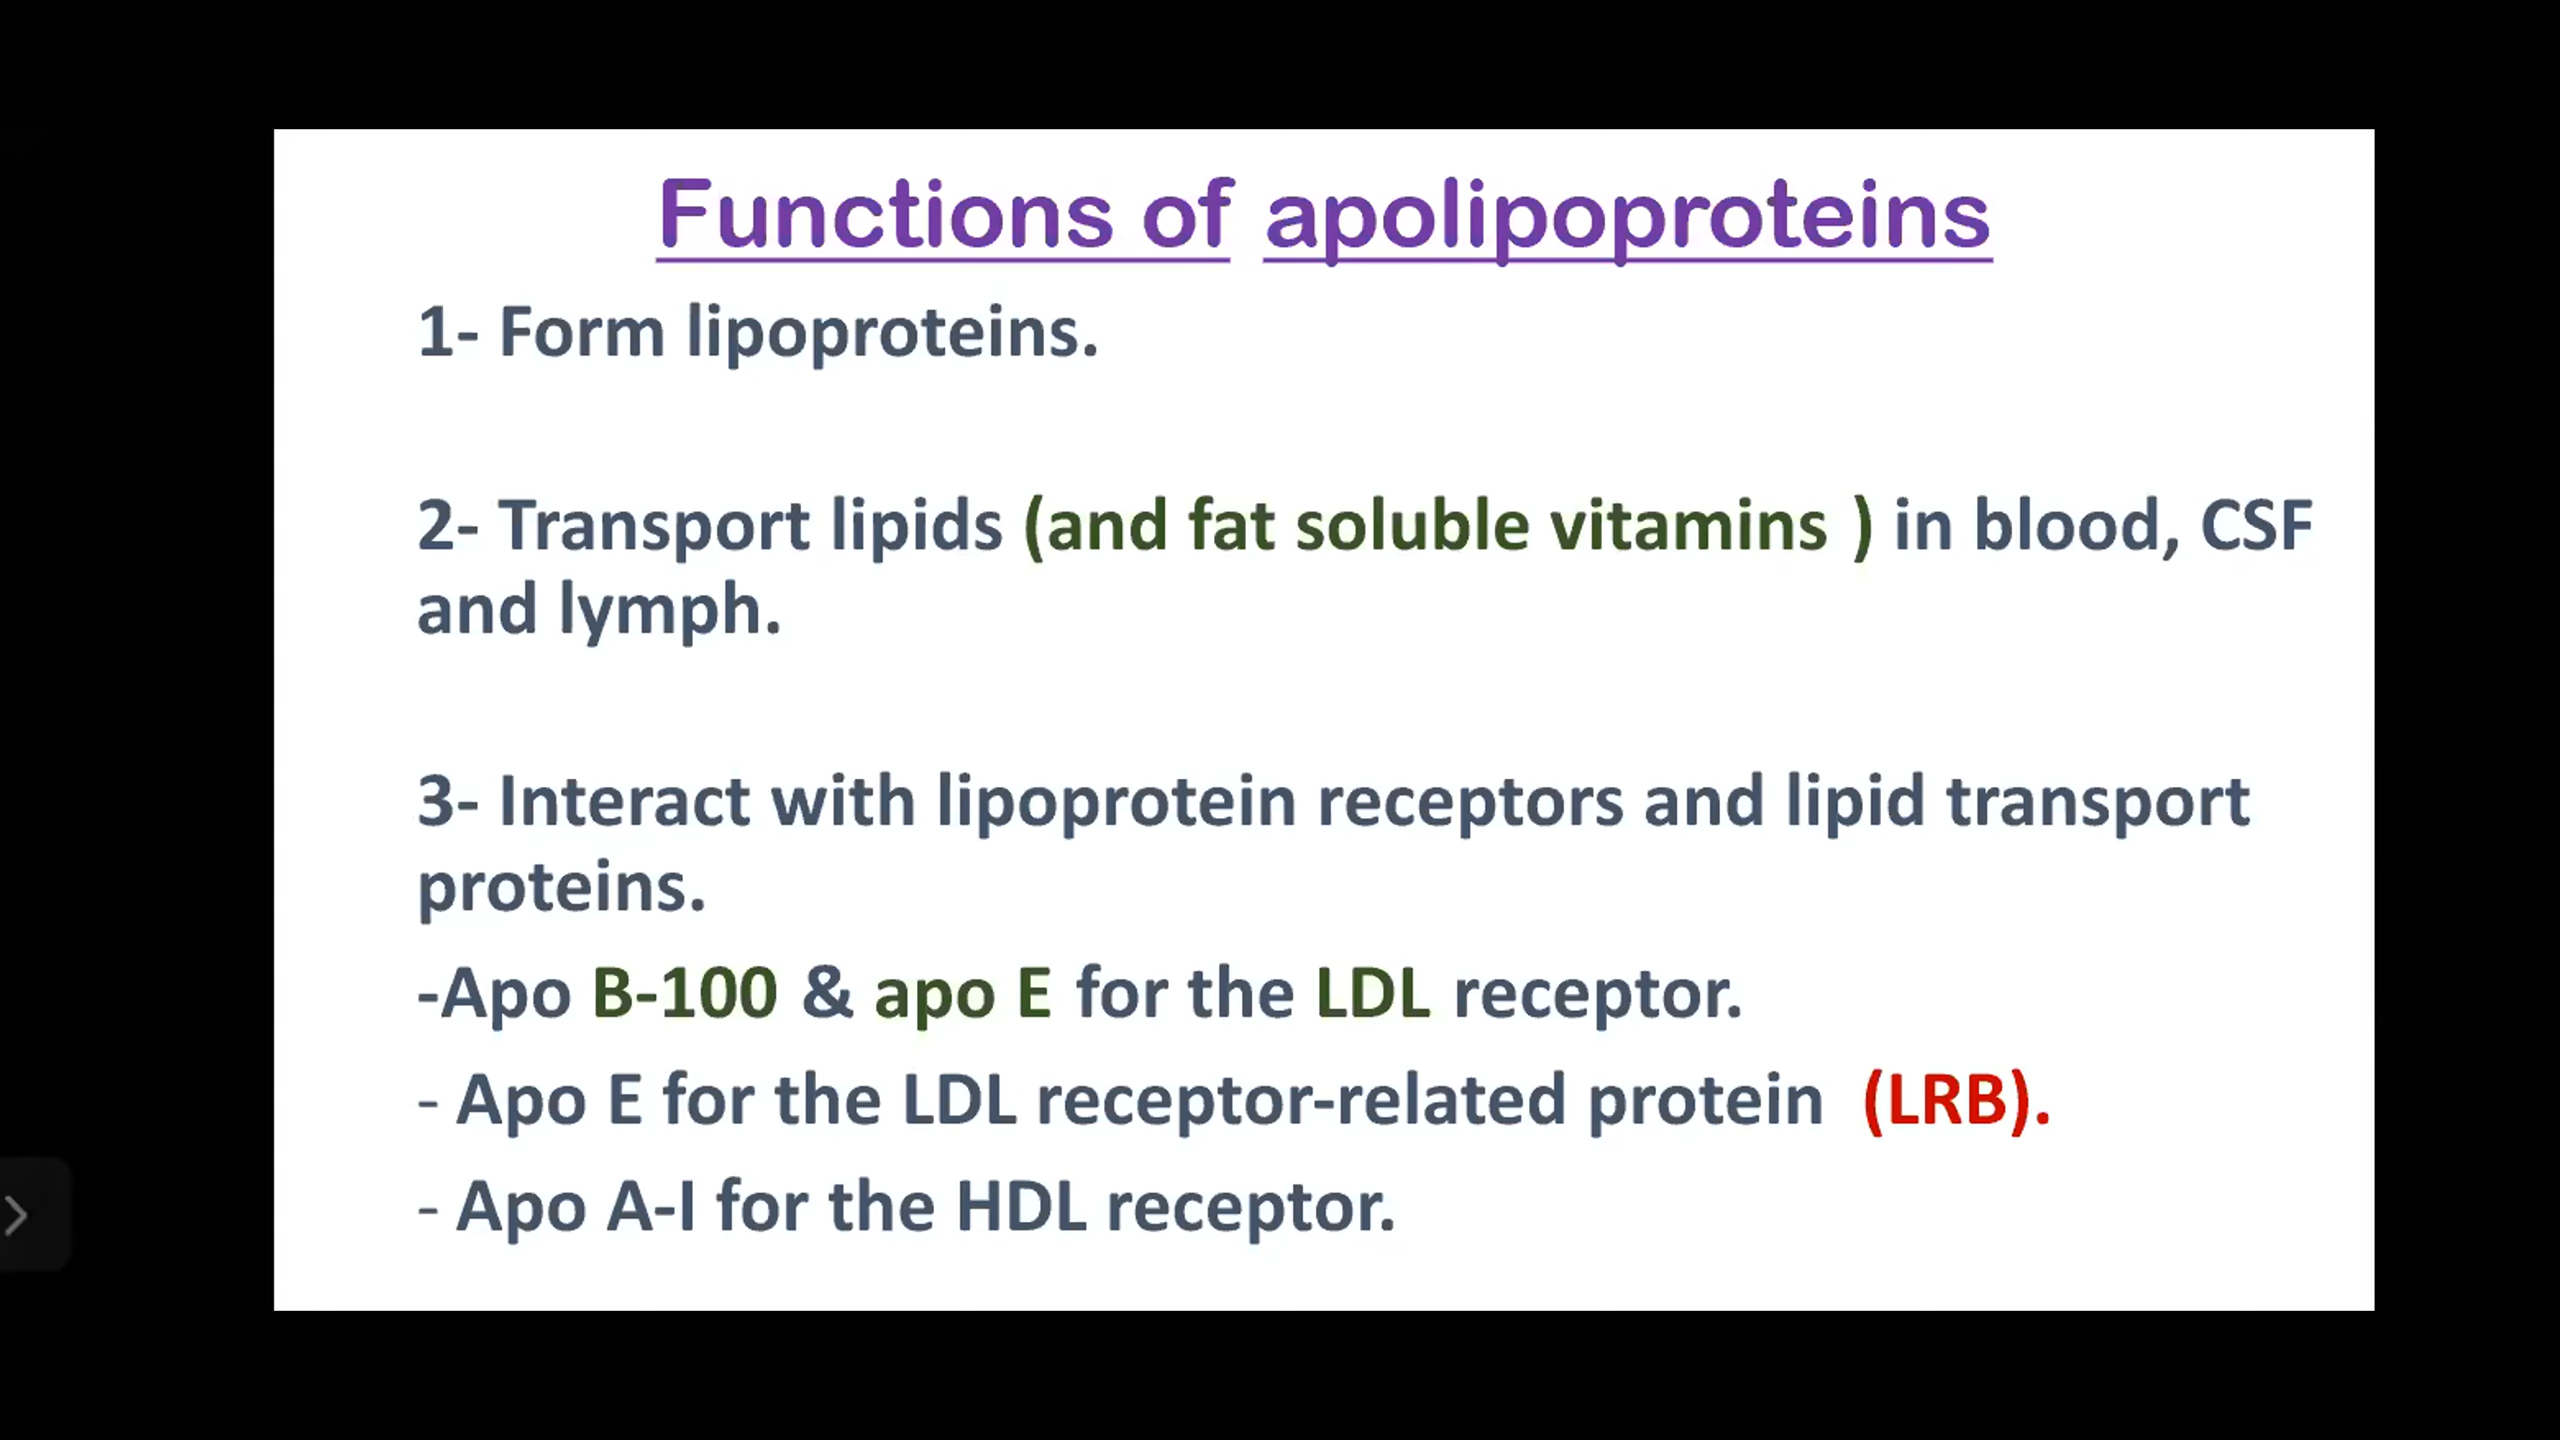 Functions of apolipoproteins
1- Form lipoproteins.
2- Transport lipids (and fat soluble vitamins ) in blood, CSF
and lymph.
3- Interact with lipoprotein receptors and lipid transport
proteins.
-Apo B-100 & apo E for the LDL receptor.
- Apo E for the LDL receptor-related protein  (LRB).
- Apo A-I for the HDL receptor.